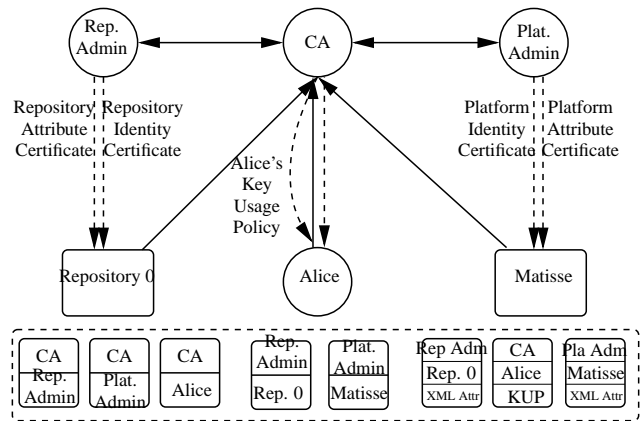 Rep.
Admin
CA
Plat.
Admin
Repository
Attribute
Certificate
Repository
Identity
Certificate
Platform
Identity
Certificate
Platform
Attribute
Certificate
Alice's
Key
Usage
Policy
Repository 0
Alice
Matisse
CA
Rep.
Admin
CA
Plat.
Admin
CA
Alice
Rep.
Admin
Rep. 0
Plat.
Admin
Matisse
Rep Adm
Rep. 0
XML Attr
CA
Alice
KUP
Pla Adm
Matisse
XML Attr